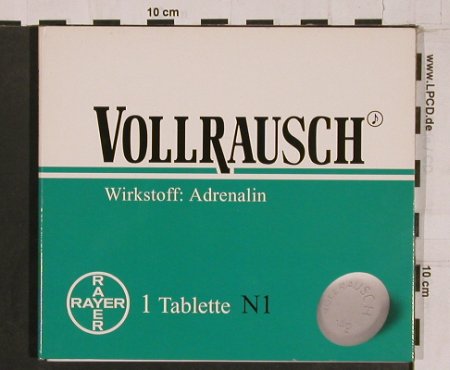 10 cm
www.LPCD.de
VOLLRAUSCH ♪
Wirkstoff: Adrenalin
RAYER
RAYER
1 Tablette N1
VOLLRAUSCH
10 cm